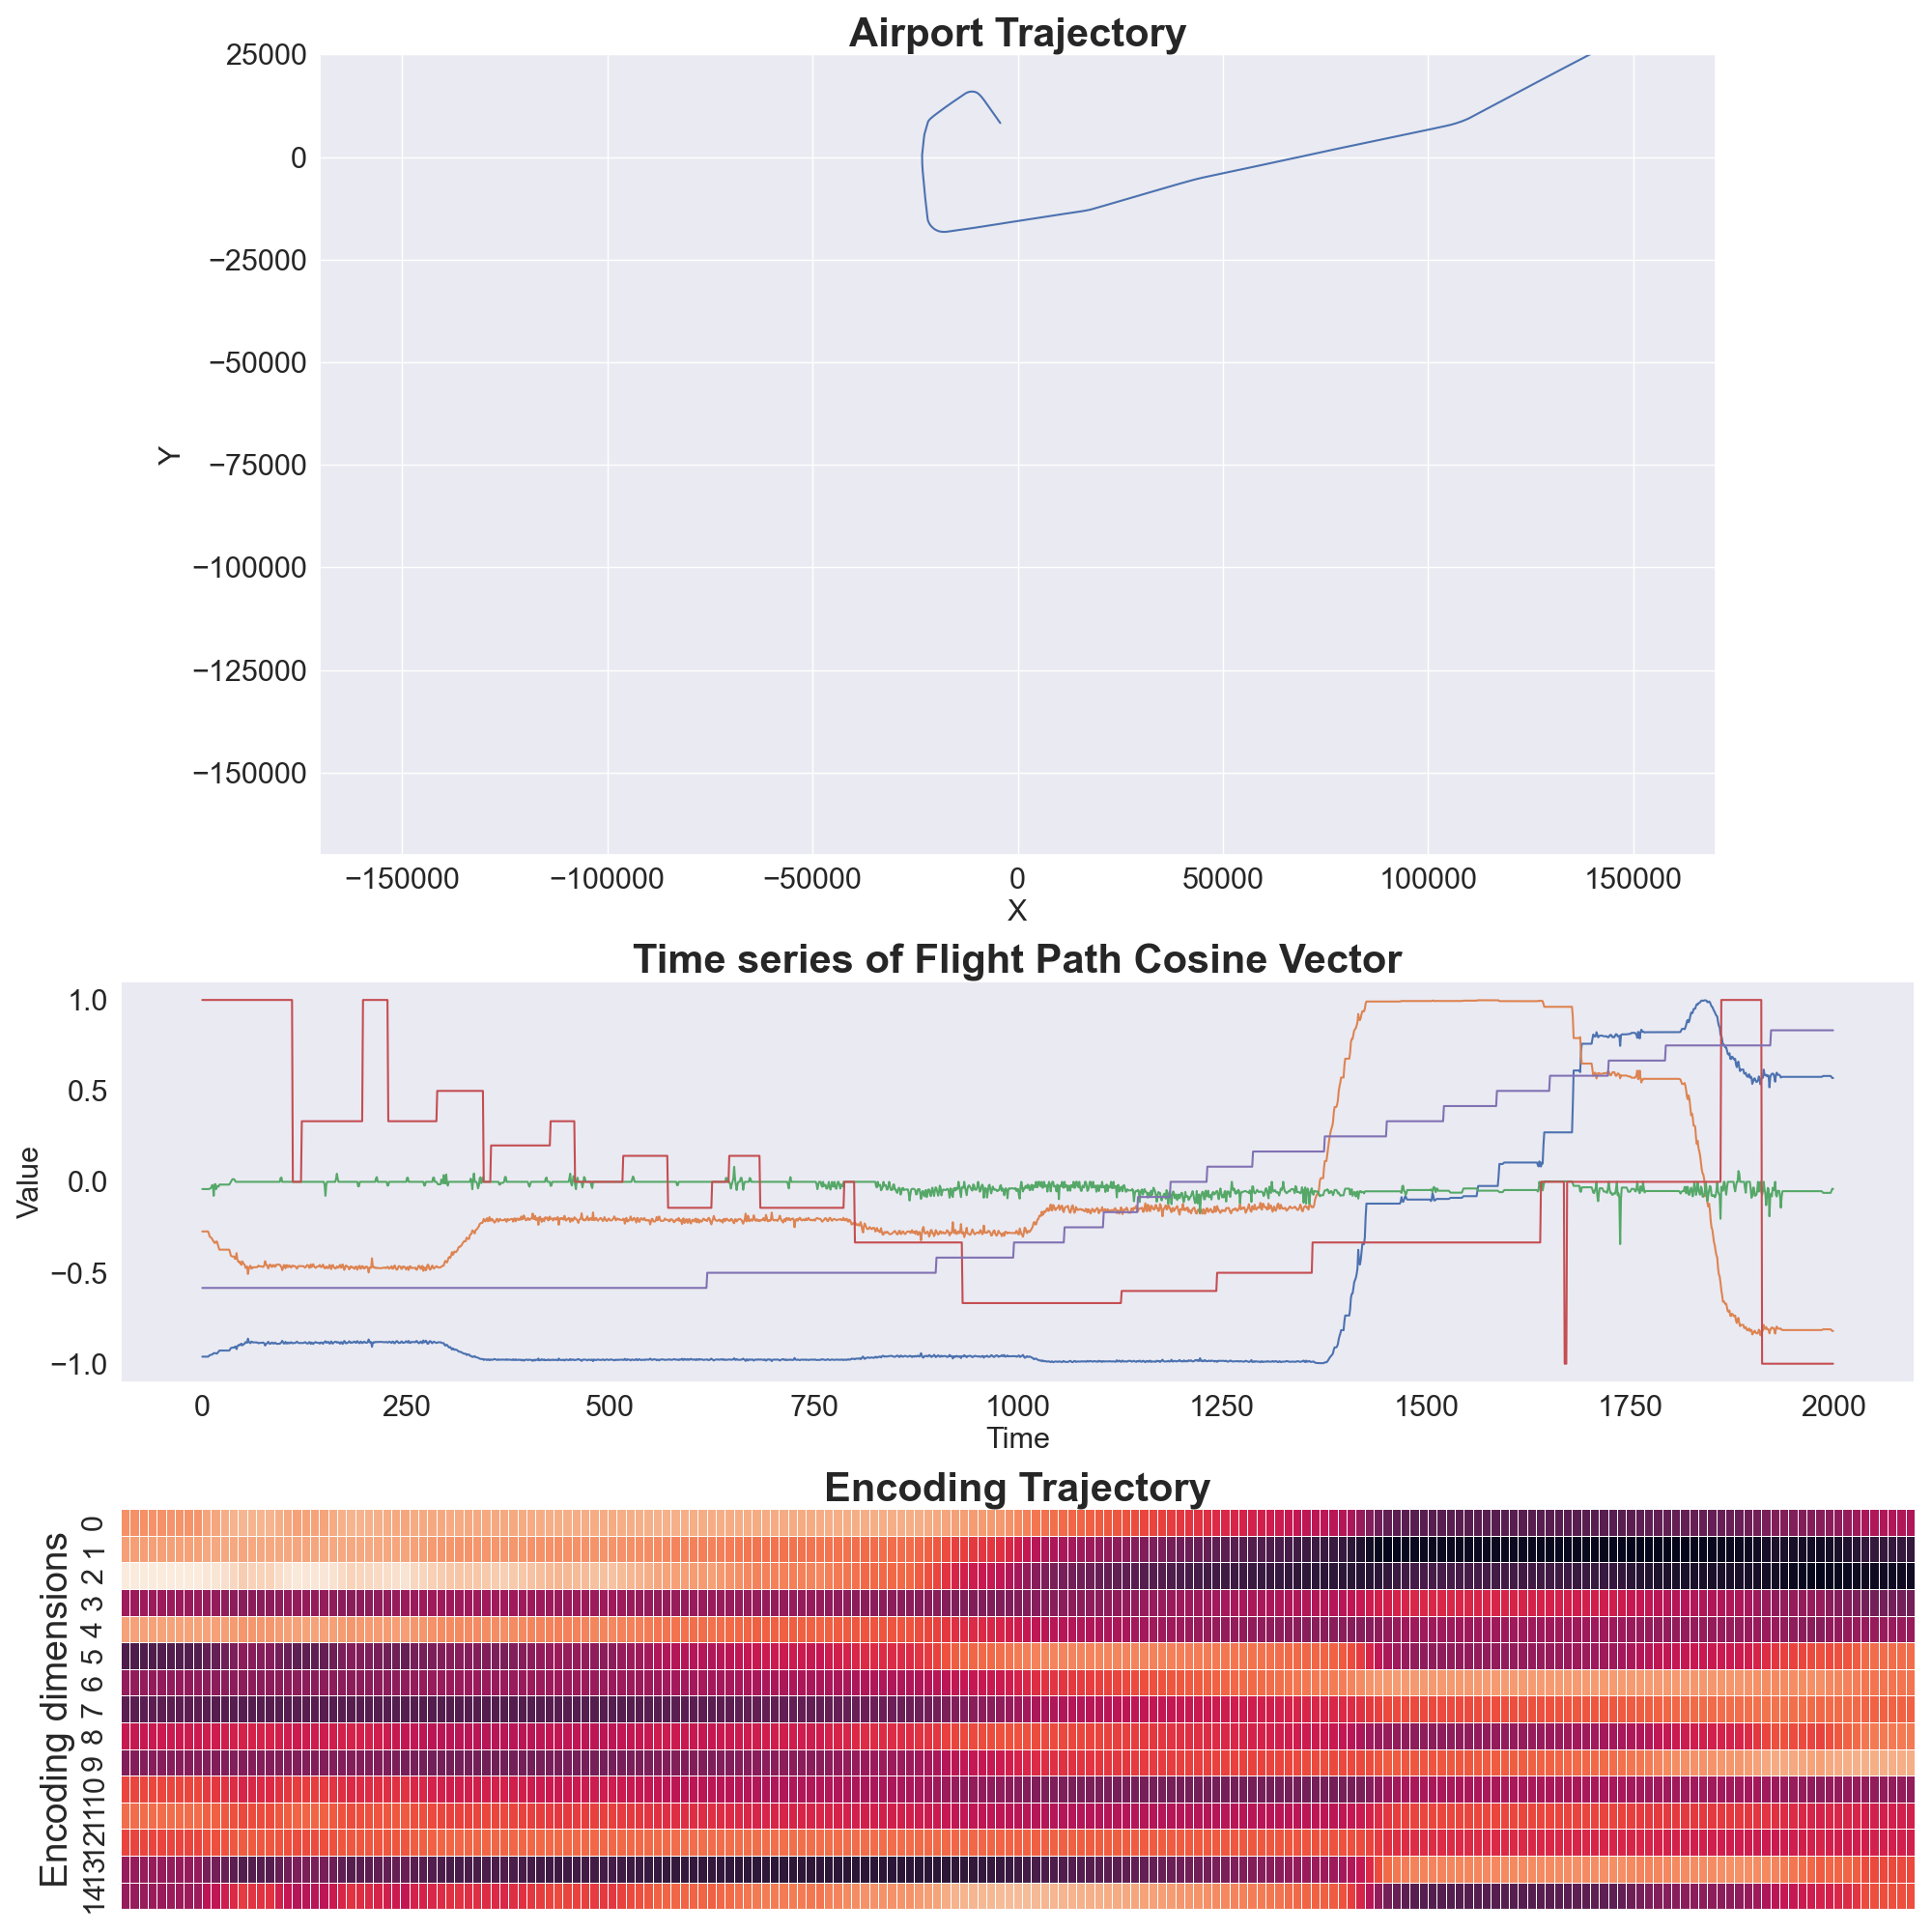 Airport Trajectory
25000
0
−25000
−50000
−75000
−100000
−125000
−150000
Y
−150000 −100000 −50000 0 50000 100000 150000
X
Time series of Flight Path Cosine Vector
1.0
0.5
0.0
−0.5
−1.0
Value
0 250 500 750 1000 1250 1500 1750 2000
Time
Encoding Trajectory
Encoding dimensions
0
1
2
3
4
5
6
7
8
9
10
11
12
13
14